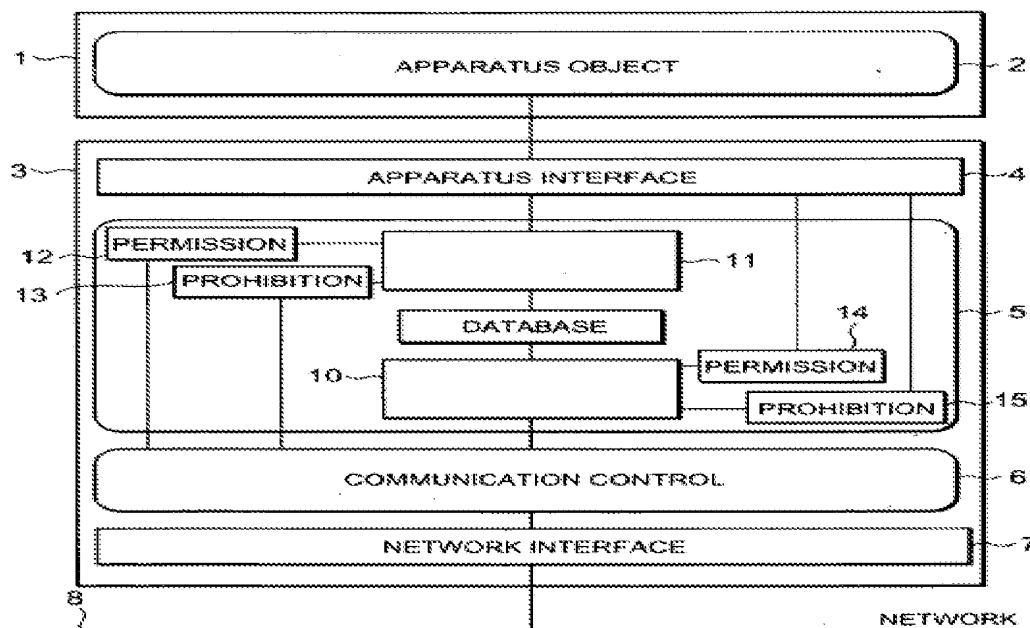 1
APPARATUS OBJECT
2
3
APPARATUS INTERFACE
4
12
PERMISSION
11
13
PROHIBITION
DATABASE
5
14
10
PERMISSION
PROHIBITION
15
COMMUNICATION CONTROL
6
NETWORK INTERFACE
7
8
NETWORK